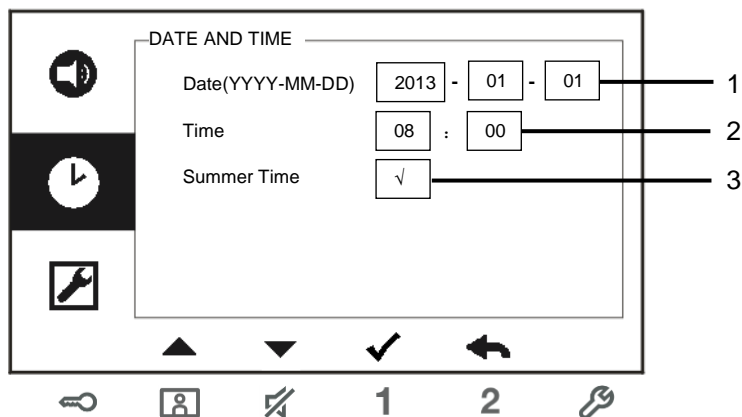 DATE AND TIME
Date(YYYY-MM-DD) 2013 - 01 - 01 1
Time 08 : 00 2
Summer Time √ 3
1 2